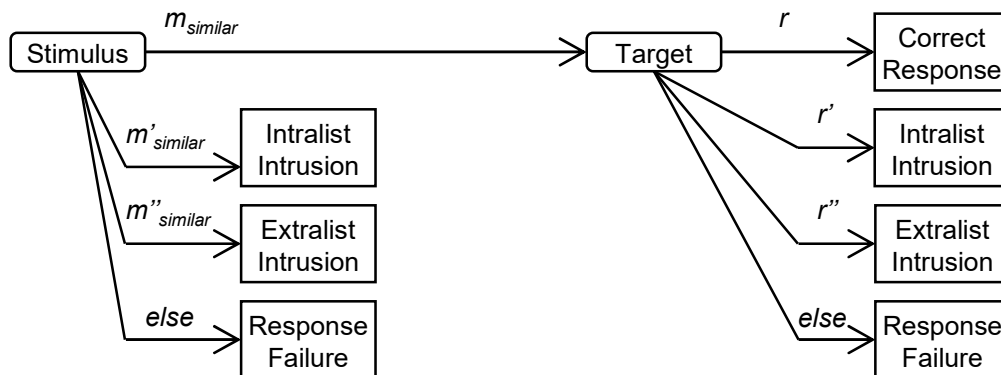 m_similar
r
Stimulus
Target
Correct
Response
m’_similar
Intralist
Intrusion
r’
Intralist
Intrusion
m’’_similar
Extralist
Intrusion
r’’
Extralist
Intrusion
else
Response
Failure
else
Response
Failure